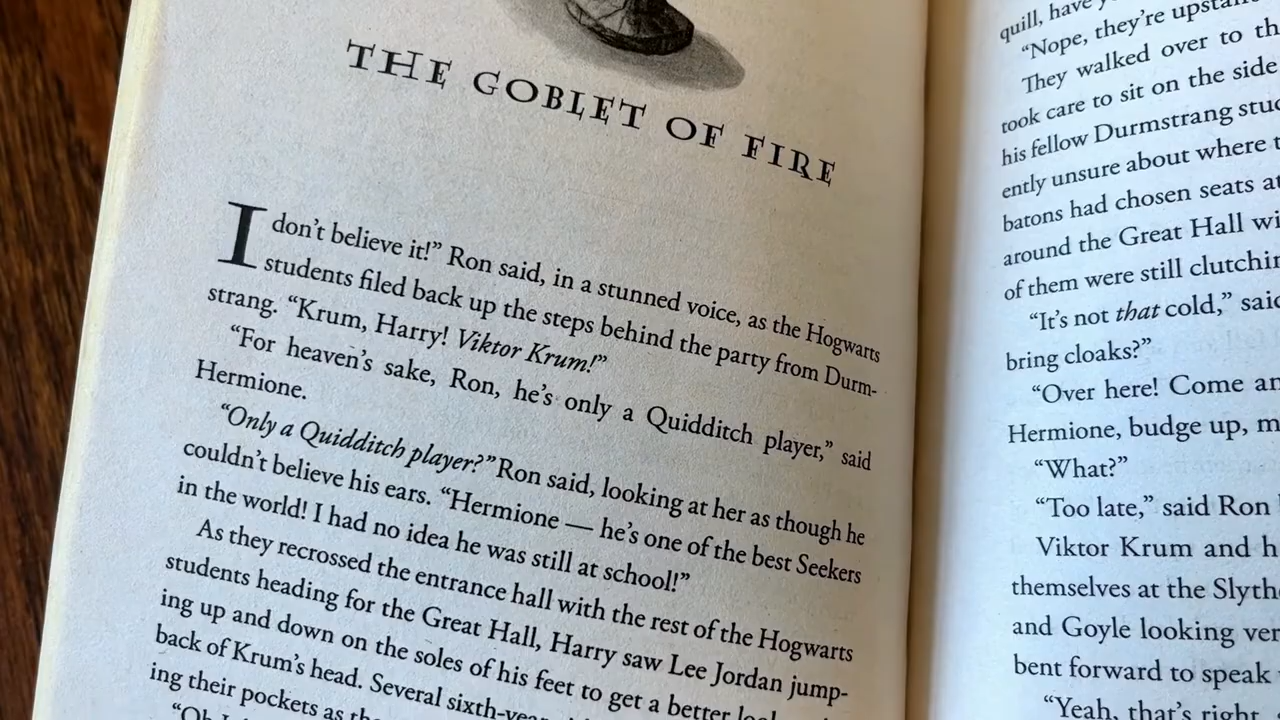 THE GOBLET OF FIRE
I don't believe it!" Ron said, in a stunned voice, as the Hogwarts
students filed back up the steps behind the party from Durm-
strang. "Krum, Harry! Viktor Krum!"
"For heaven's sake, Ron, he's only a Quidditch player," said
Hermione.
"Only a Quidditch player?" Ron said, looking at her as though he
couldn't believe his ears. "Hermione — he's one of the best Seekers
in the world! I had no idea he was still at school!"
As they recrossed the entrance hall with the rest of the Hogwarts
students heading for the Great Hall, Harry saw Lee Jordan jump-
ing up and down on the soles of his feet to get a better look
back of Krum's head. Several sixth-year
ing their pockets as
quill, have
"Nope, they're
They walked over to
took care to sit on the side
his fellow Durmstrang
ently unsure about where
batons had chosen seats
around the Great Hall
of them were still
"It's not that cold,"
bring cloaks?"
"Over here! Come
Hermione, budge up,
"What?"
"Too late," said Ron
Viktor Krum and
themselves at the
and Goyle looking
bent forward to speak
"Yeah, that's right